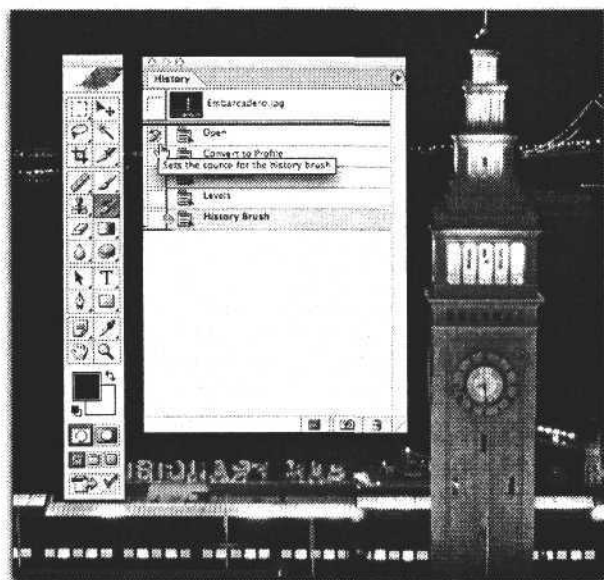 History
Embarcadero.jpg
Open
Convert to Profile
Sets the source for the history brush
Levels
History Brush
T